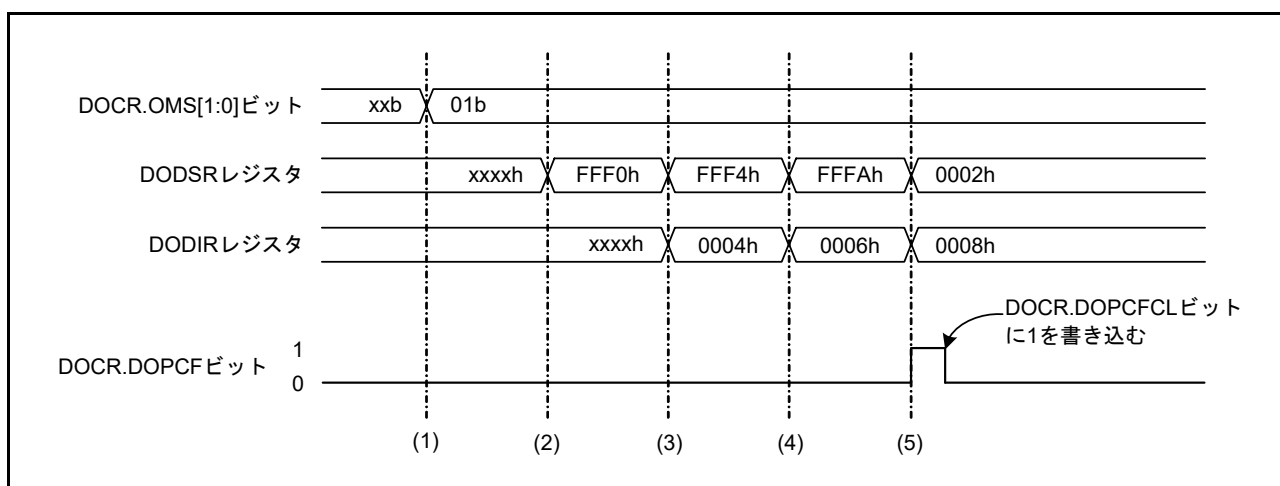 DOCR.OMS[1:0]ビット xxb 01b
DODSRレジスタ xxxxh FFF0h FFF4h FFFAh 0002h
DODIRレジスタ xxxxh 0004h 0006h 0008h
DOCR.DOPCFCLビット
に1を書き込む
1
DOCR.DOPCFビット
0
(1) (2) (3) (4) (5)